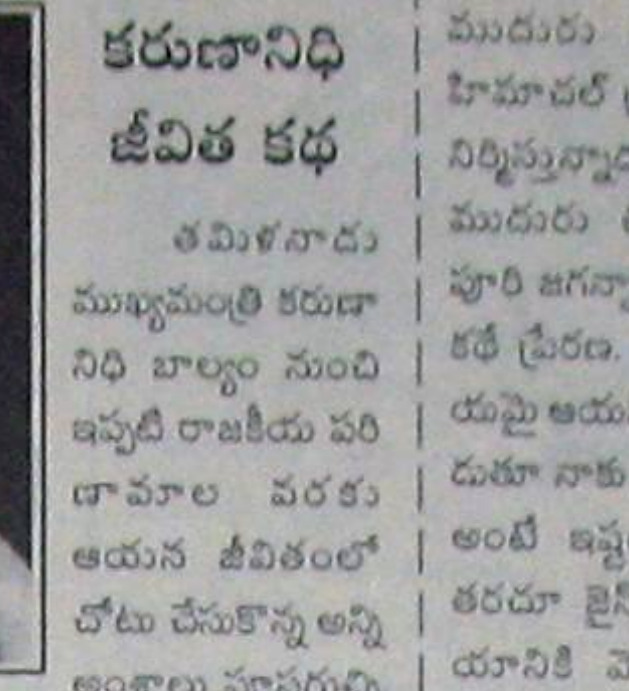 కరుణానిధి
జీవిత కథ
తమిళనాడు
ముఖ్యమంత్రి కరుణా
నిధి బాల్యం నుంచి
ఇప్పటి రాజకీయ పరి
ణామాల వరకు
ఆయన జీవితంలో
చోటు చేసుకొన్న అన్ని
అంశాలు
ముదురు
హిమాచల్
నిర్మిస్తున్నా
ముదురు
పూరి జగన్నా
కథే ప్రేరణ.
యమై ఆయ
డుతూ నాకు
అంటే ఇష్ట
తరచూ జైన్
యానికి